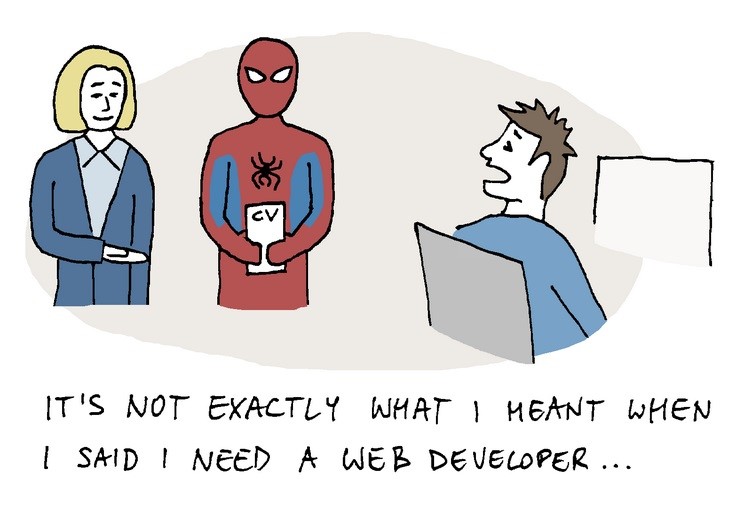 CV
IT'S NOT EXACTLY WHAT I MEANT WHEN
I SAID I NEED A WEB DEVELOPER...